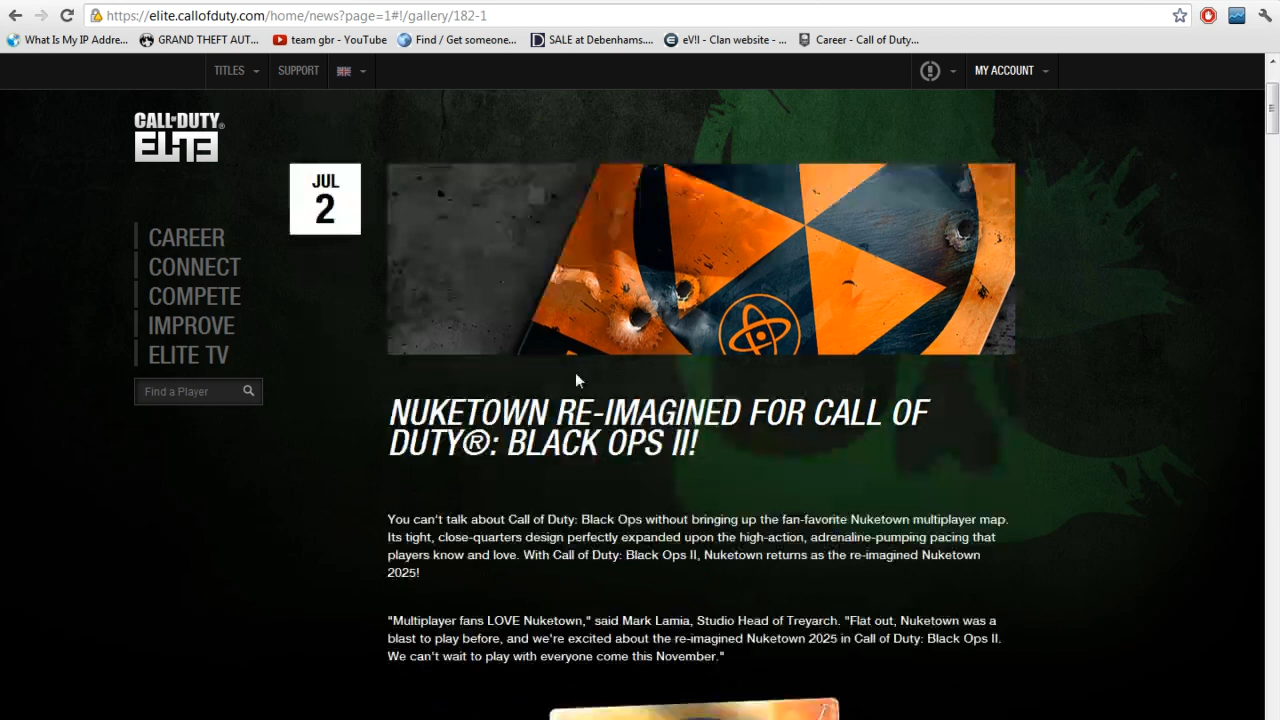 https://elite.callofduty.com/home/news?page=1#!/gallery/182-1
What Is My IP Addre... GRAND THEFT AUT... team gbr - YouTube Find / Get someone... SALE at Debenhams.... eV!l - Clan website - ... Career - Call of Duty...
TITLES SUPPORT MY ACCOUNT
CALL OF DUTY®
ELITE
JUL
2
CAREER
CONNECT
COMPETE
IMPROVE
ELITE TV
Find a Player
NUKETOWN RE-IMAGINED FOR CALL OF
DUTY®: BLACK OPS II!
You can't talk about Call of Duty: Black Ops without bringing up the fan-favorite Nuketown multiplayer map.
Its tight, close-quarters design perfectly expanded upon the high-action, adrenaline-pumping pacing that
players know and love. With Call of Duty: Black Ops II, Nuketown returns as the re-imagined Nuketown
2025!
"Multiplayer fans LOVE Nuketown," said Mark Lamia, Studio Head of Treyarch. "Flat out, Nuketown was a
blast to play before, and we're excited about the re-imagined Nuketown 2025 in Call of Duty: Black Ops II.
We can't wait to play with everyone come this November."